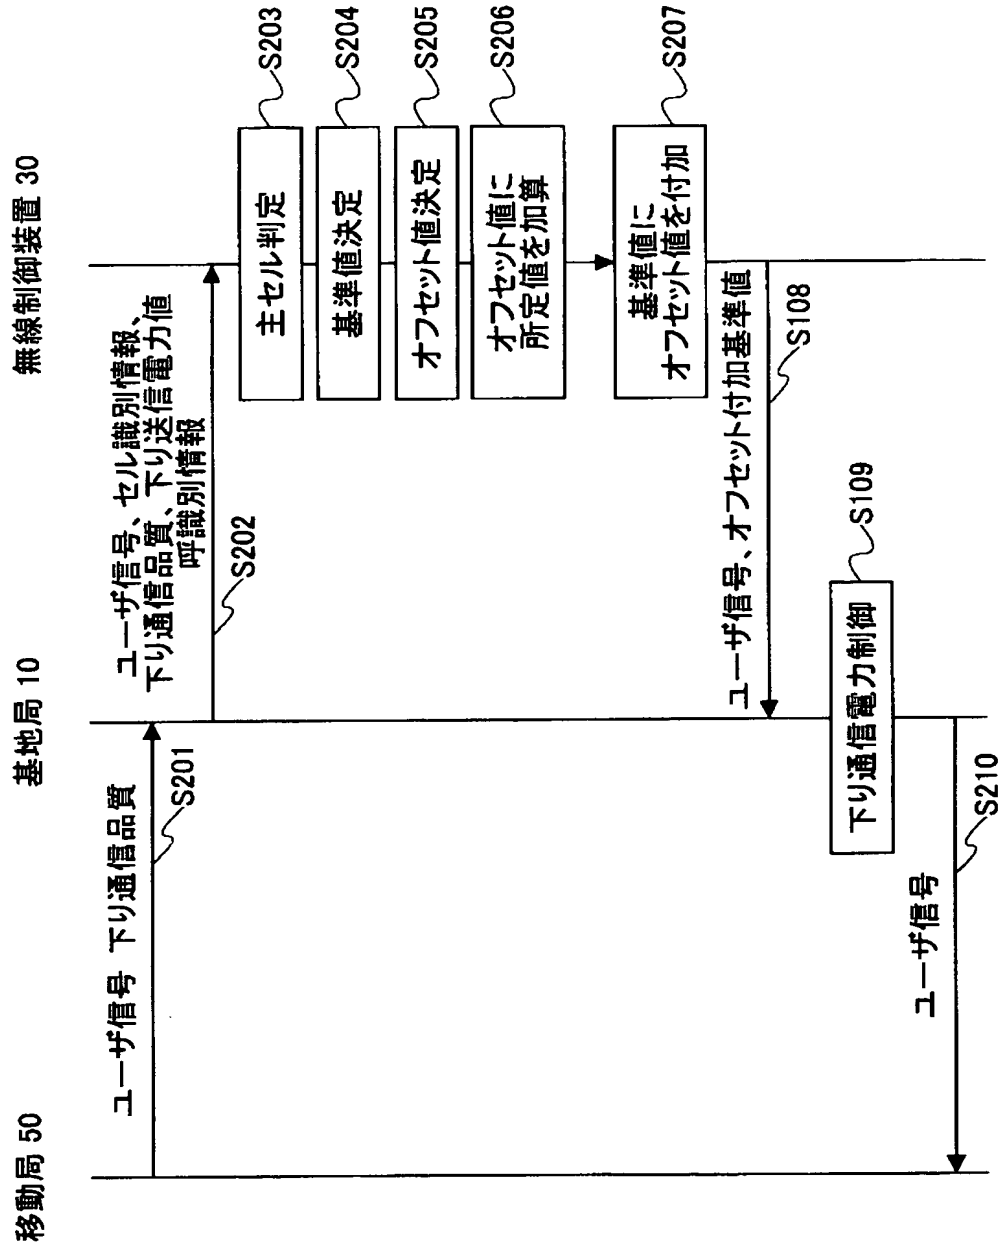 移動局 50
基地局 10
無線制御装置 30
ユーザ信号 下り通信品質
S201
ユーザ信号、セル識別情報、
下り通信品質、下り送信電力値
呼識別情報
S202
主セル判定
S203
基準値決定
S204
オフセット値決定
S205
オフセット値に
所定値を加算
S206
基準値に
オフセット値を付加
S207
ユーザ信号、オフセット付加基準値
S108
下り通信電力制御
S109
ユーザ信号
S210